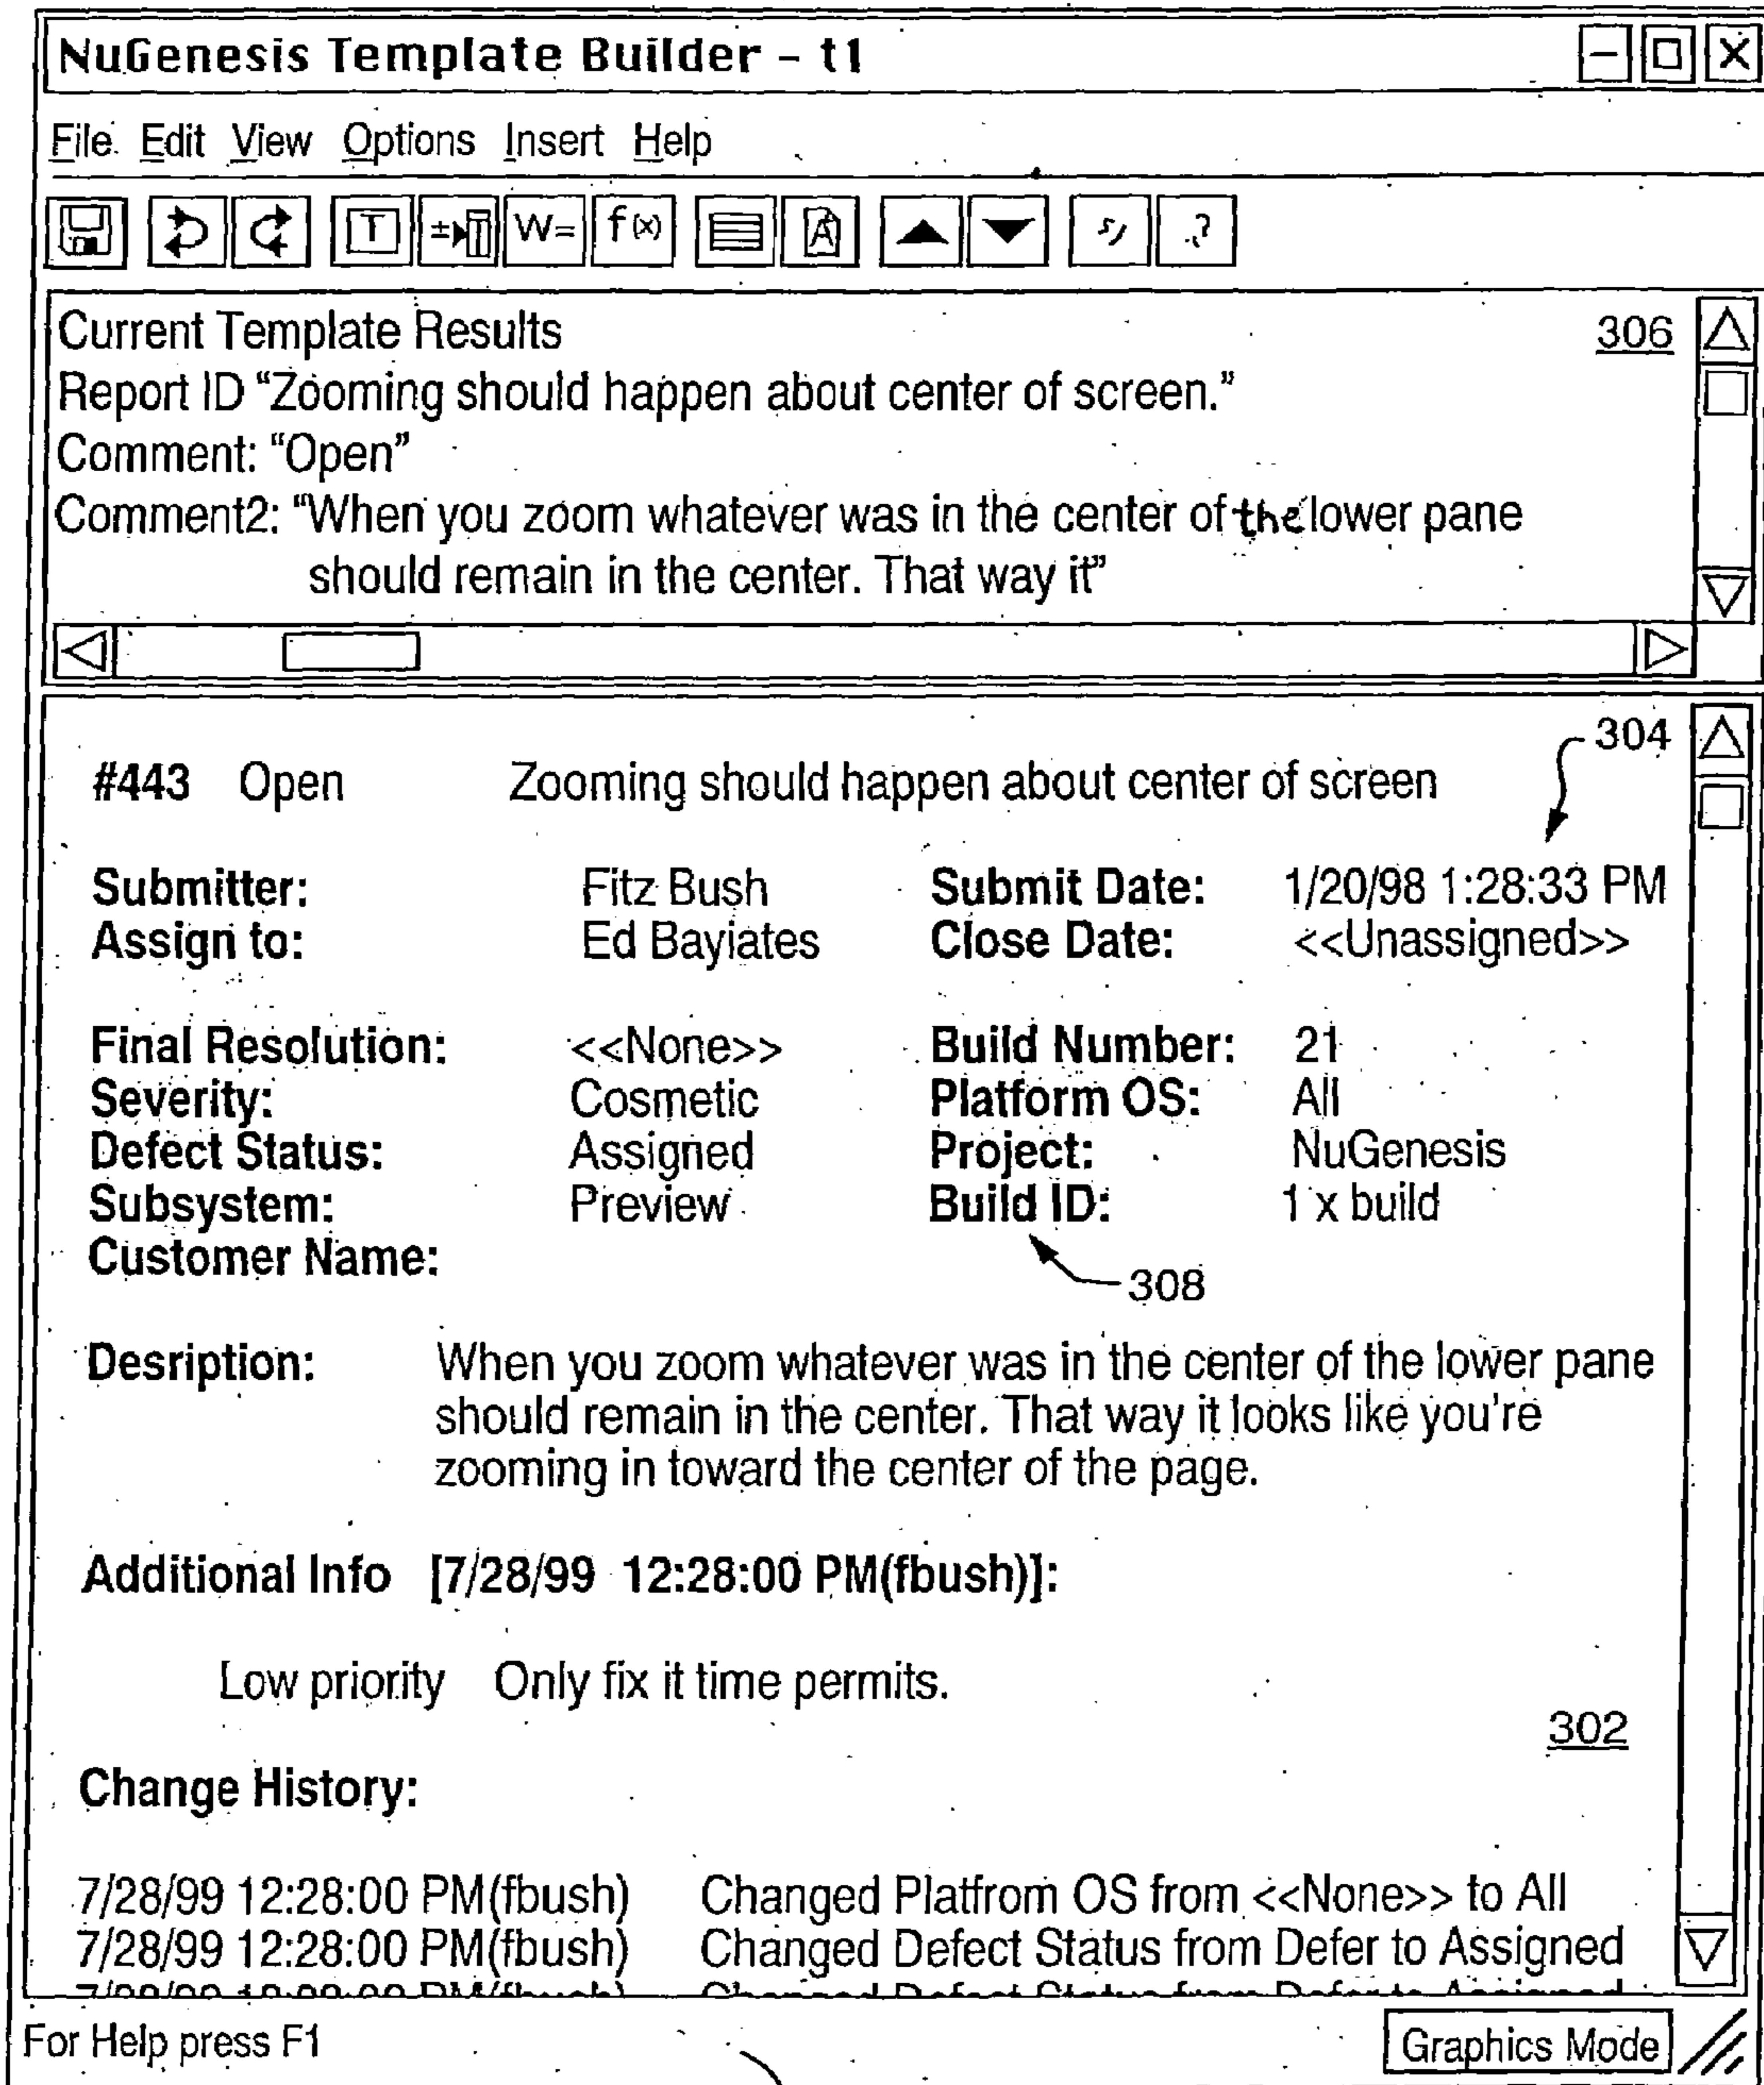 NuGenesis Template Builder - t1
File Edit View Options Insert Help
T ± T W= f(x) A
Current Template Results 306
Report ID “Zooming should happen about center of screen.”
Comment: “Open”
Comment2: “When you zoom whatever was in the center of the lower pane
should remain in the center. That way it”
304
#443 Open Zooming should happen about center of screen
Submitter: Fitz Bush Submit Date: 1/20/98 1:28:33 PM
Assign to: Ed Bayiates Close Date: <<Unassigned>>
Final Resolution: <<None>> Build Number: 21
Severity: Cosmetic Platform OS: All
Defect Status: Assigned Project: NuGenesis
Subsystem: Preview Build ID: 1 x build
Customer Name:
308
Desription: When you zoom whatever was in the center of the lower pane
should remain in the center. That way it looks like you're
zooming in toward the center of the page.
Additional Info [7/28/99 12:28:00 PM(fbush)]:
Low priority Only fix it time permits.
302
Change History:
7/28/99 12:28:00 PM(fbush) Changed Platfrom OS from <<None>> to All
7/28/99 12:28:00 PM(fbush) Changed Defect Status from Defer to Assigned
For Help press F1 Graphics Mode